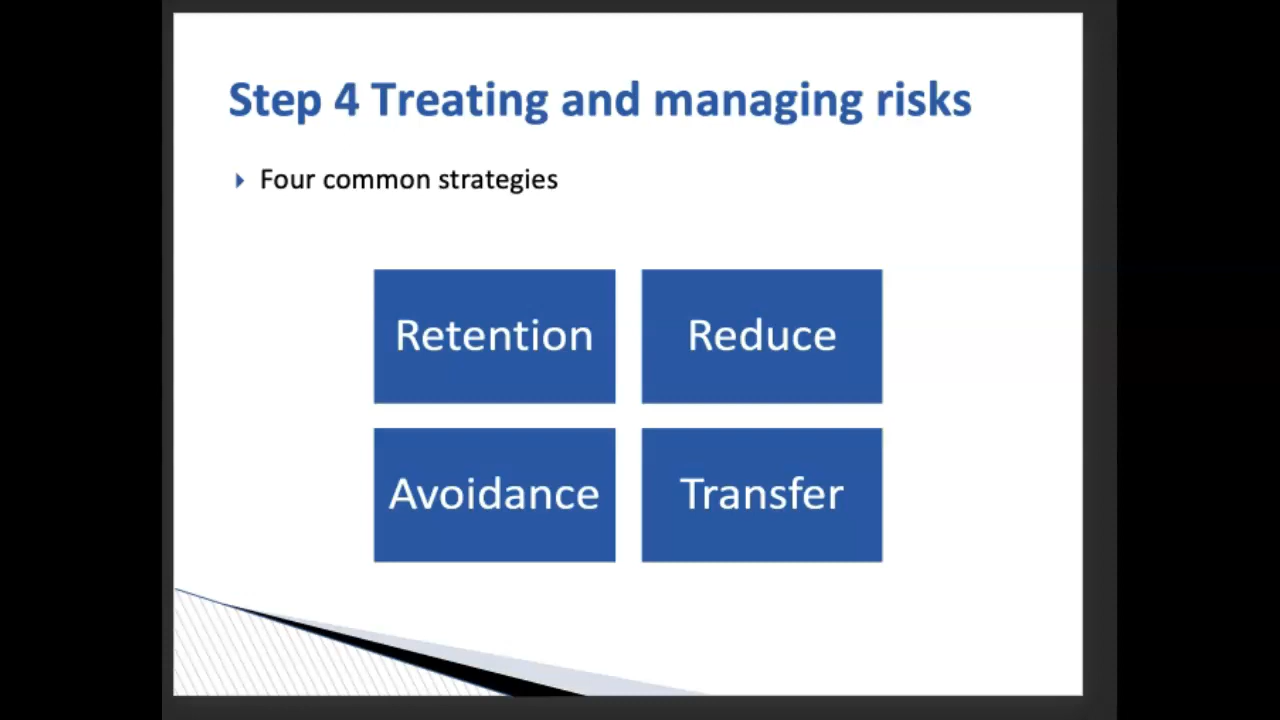 Step 4 Treating and managing risks
Four common strategies
Retention
Reduce
Avoidance
Transfer